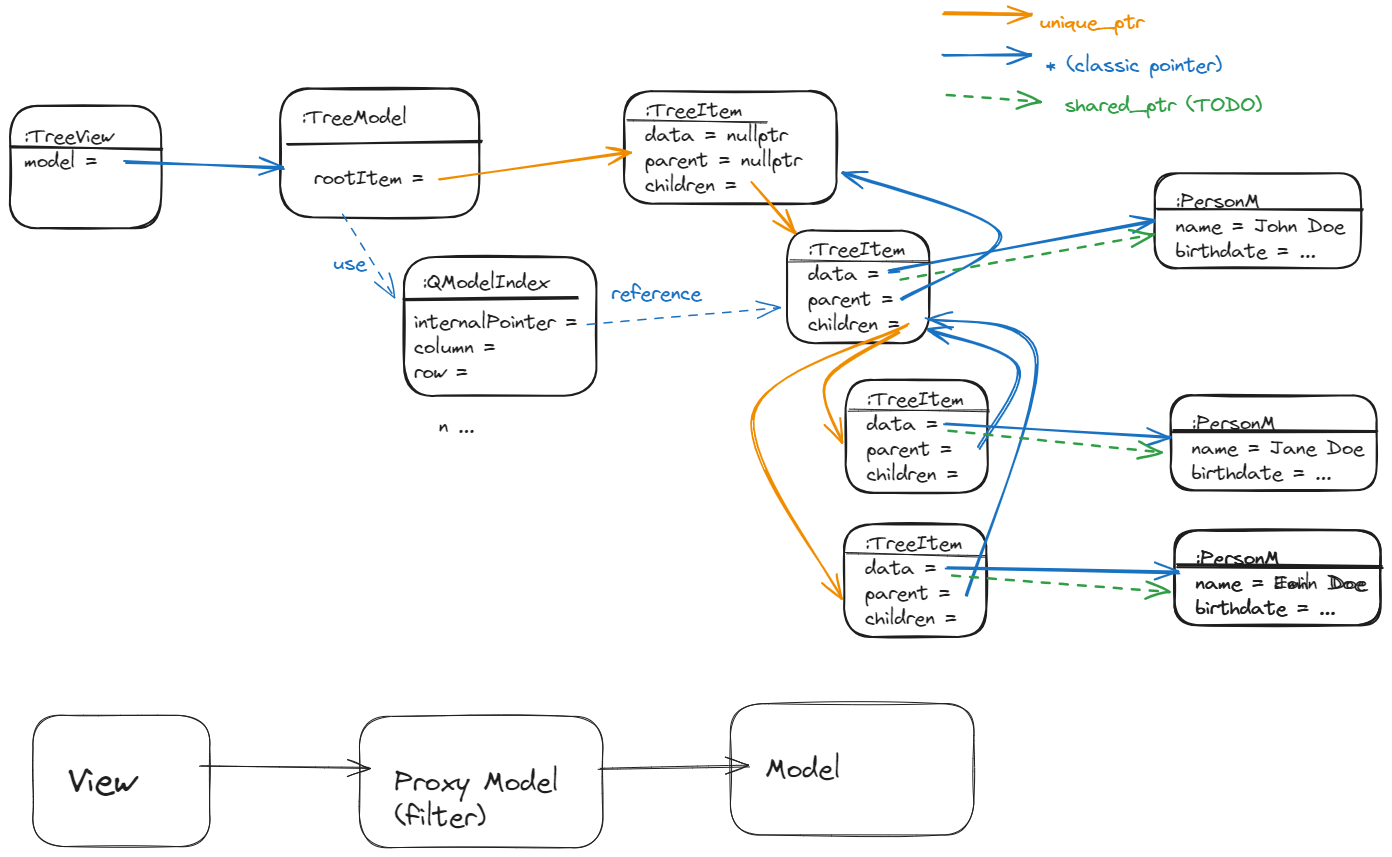 unique_ptr
* (classic pointer)
shared_ptr (TODO)
:TreeView
model =
:TreeModel
rootItem =
:TreeItem
data = nullptr
parent = nullptr
children =
:PersonM
name = John Doe
birthdate = ...
:TreeItem
data =
parent =
children =
use
:QModelIndex
internalPointer =
column =
row =
reference
n ...
:TreeItem
data =
parent =
children =
:PersonM
name = Jane Doe
birthdate = ...
:TreeItem
data =
parent =
children =
:PersonM
name = Doe
birthdate = ...
View
Proxy Model
(filter)
Model